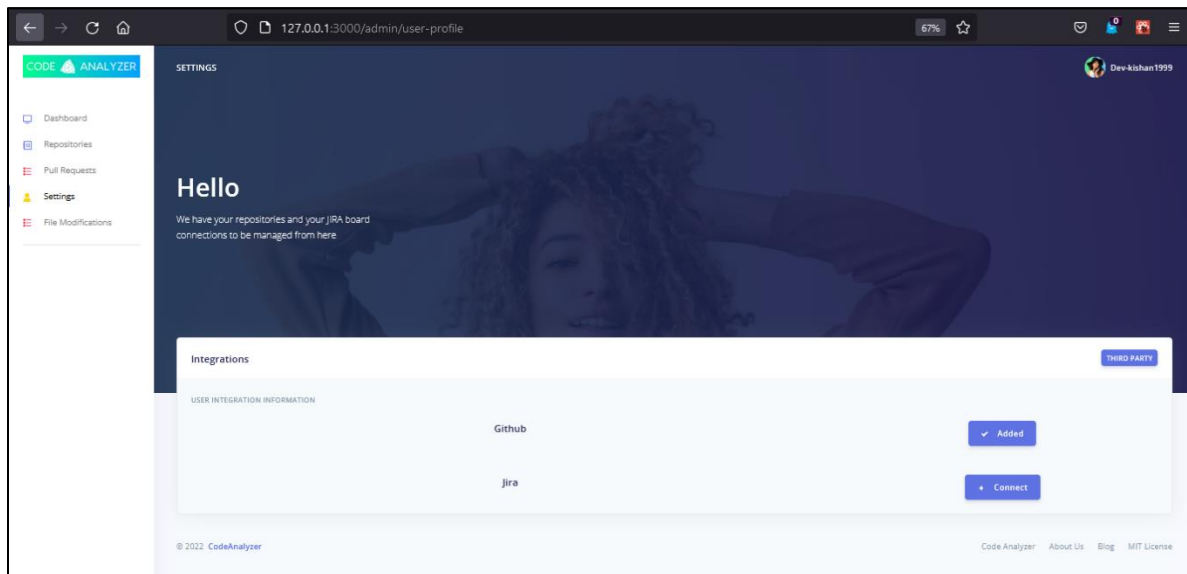 127.0.0.1:3000/admin/user-profile
67%
0
CODE ANALYZER
SETTINGS
Dev-kishan1999
Dashboard
Repositories
Pull Requests
Settings
File Modifications
Hello
We have your repositories and your JIRA board
connections to be managed from here
Integrations
THIRD PARTY
USER INTEGRATION INFORMATION
Github
Added
Jira
+ Connect
© 2022 CodeAnalyzer
Code Analyzer About Us Blog MIT License